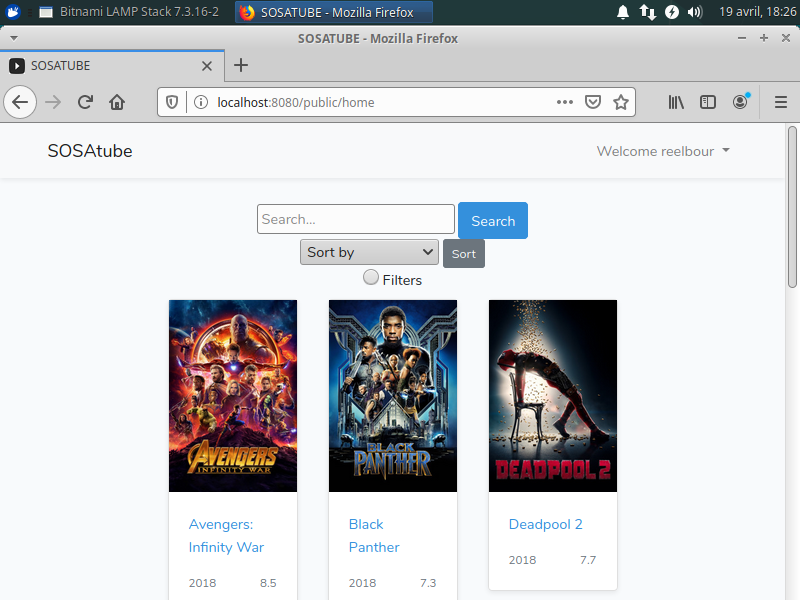 Bitnami LAMP Stack 7.3.16-2
SOSATUBE - Mozilla Firefox
19 avril, 18:26
SOSATUBE - Mozilla Firefox
SOSATUBE
localhost:8080/public/home
SOSAtube
Welcome reelbour
Search...
Search
Sort by
Sort
Filters
AVENGERS
INFINITY WAR
BLACK
PANTHER
DEADPOOL 2
Avengers:
Infinity War
2018 8.5
Black
Panther
2018 7.3
Deadpool 2
2018 7.7